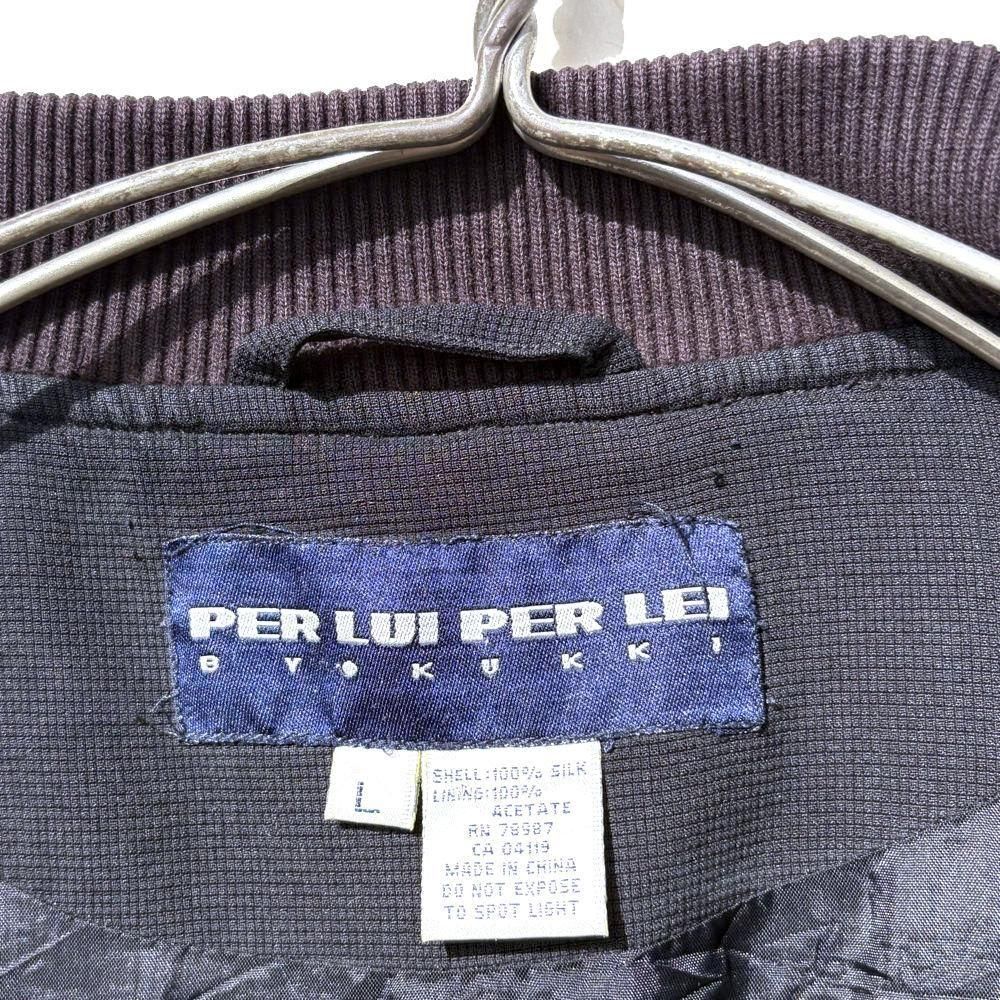 PER LUI PER LEI
BY OKUKKI
L
SHELL:100% SILK
LINING:100%
ACETATE
RN 78987
CA 04119
MADE IN CHINA
DO NOT EXPOSE
TO SPOT LIGHT